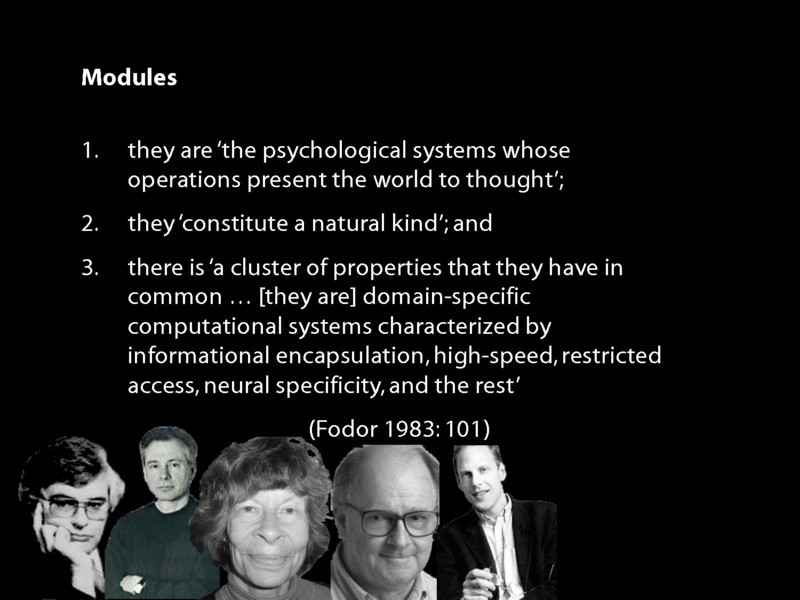 Modules
1. they are ‘the psychological systems whose
operations present the world to thought’;
2. they ‘constitute a natural kind’; and
3. there is ‘a cluster of properties that they have in
common … [they are] domain-specific
computational systems characterized by
informational encapsulation, high-speed, restricted
access, neural specificity, and the rest’
(Fodor 1983: 101)